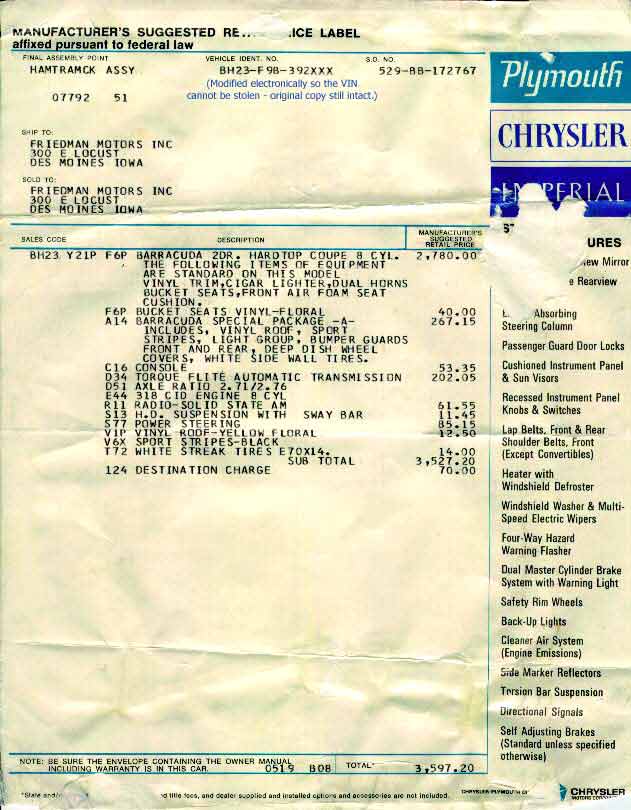 MANUFACTURER'S SUGGESTED RE ICE LABEL
affixed pursuant to federal law
FINAL ASSEMBLY POINT VEHICLE IDENT. NO. S.O. NO.
HAMTRAMCK ASSY. BH23-F9B-392XXX 529-BB-172767
(Modified electronically so the VIN
cannot be stolen - original copy still intact.)
07792 51
SHIP TO:
FRIEDMAN MOTORS INC
300 E LOCUST
DES MOINES IOWA
SOLD TO:
FRIEDMAN MOTORS INC
300 E LOCUST
DES MOINES IOWA
SALES CODE DESCRIPTION MANUFACTURER'S SUGGESTED RETAIL PRICE
BH23 Y21P F6P BARRACUDA 2DR. HARDTOP COUPE 8 CYL. 2,780.00
THE FOLLOWING ITEMS OF EQUIPMENT
ARE STANDARD ON THIS MODEL
VINYL TRIM,CIGAR LIGHTER,DUAL HORNS
BUCKET SEATS,FRONT AIR FOAM SEAT
CUSHION.
F6P BUCKET SEATS VINYL-FLORAL 40.00
A14 BARRACUDA SPECIAL PACKAGE -A- 267.15
INCLUDES, VINYL ROOF, SPORT
STRIPES, LIGHT GROUP, BUMPER GUARDS
FRONT AND REAR, DEEP DISH WHEEL
COVERS, WHITE SIDE WALL TIRES.
C16 CONSOLE 53.35
D34 TORQUE FLITE AUTOMATIC TRANSMISSION 202.05
D51 AXLE RATIO 2.71/2.76
E44 318 CID ENGINE 8 CYL
R11 RADIO-SOLID STATE AM 61.55
S13 H.D. SUSPENSION WITH SWAY BAR 11.45
S77 POWER STEERING 85.15
V1P VINYL ROOF-YELLOW FLORAL 12.50
V6X SPORT STRIPES-BLACK
T72 WHITE STREAK TIRES E70X14. 14.00
SUB TOTAL 3,527.20
124 DESTINATION CHARGE 70.00
NOTE: BE SURE THE ENVELOPE CONTAINING THE OWNER MANUAL
INCLUDING WARRANTY IS IN THIS CAR. 0519 B08 TOTAL* 3,597.20
*State and/ title fees, and dealer supplied and installed options and accessories are not included.
Plymouth
CHRYSLER
IMPERIAL
URES
iew Mirror
e Rearview
Absorbing
Steering Column
Passenger Guard Door Locks
Cushioned Instrument Panel
& Sun Visors
Recessed Instrument Panel
Knobs & Switches
Lap Belts, Front & Rear
Shoulder Belts, Front
(Except Convertibles)
Heater with
Windshield Defroster
Windshield Washer & Multi-
Speed Electric Wipers
Four-Way Hazard
Warning Flasher
Dual Master Cylinder Brake
System with Warning Light
Safety Rim Wheels
Back-Up Lights
Cleaner Air System
(Engine Emissions)
Side Marker Reflectors
Torsion Bar Suspension
Directional Signals
Self Adjusting Brakes
(Standard unless specified
otherwise)
CHRYSLER-PLYMOUTH
CHRYSLER
MOTORS CORPORATION